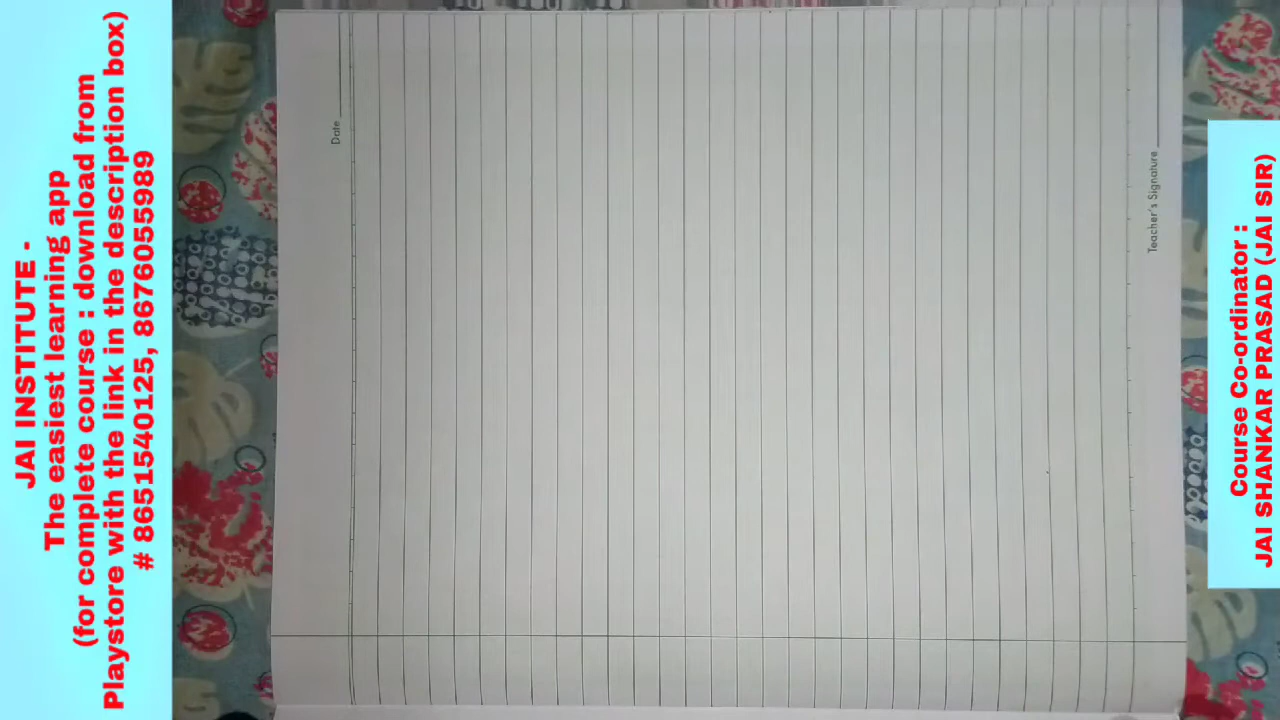 JAI INSTITUTE -
The easiest learning app
(for complete course : download from
Playstore with the link in the description box)
# 8651540125, 8676055989
Date
Teacher's Signature
Course Co-ordinator :
JAI SHANKAR PRASAD (JAI SIR)